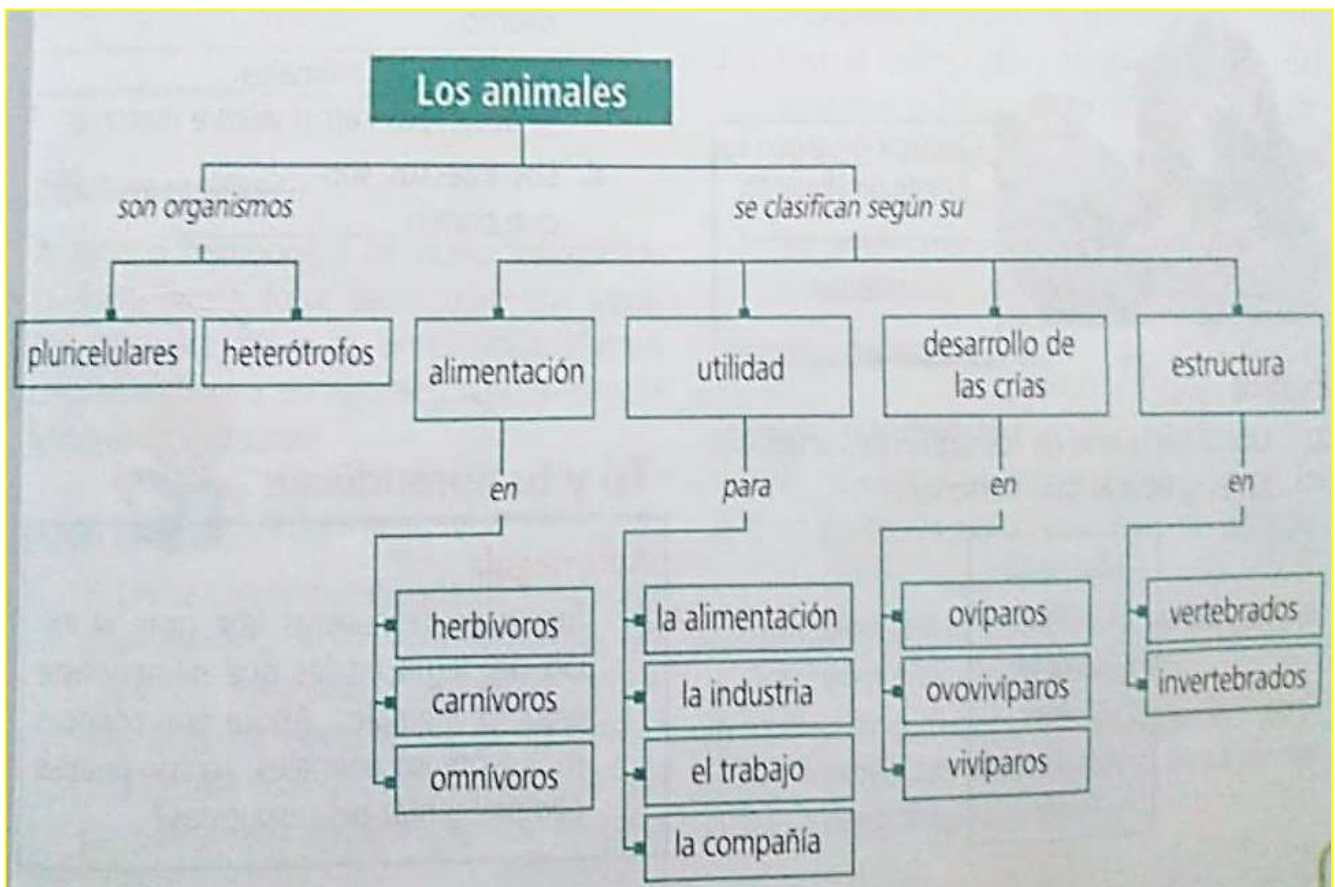 Los animales
son organismos
se clasifican según su
pluricelulares
heterótrofos
alimentación
utilidad
desarrollo de
las crías
estructura
en
para
en
en
herbívoros
carnívoros
omnívoros
la alimentación
la industria
el trabajo
la compañía
ovíparos
ovovivíparos
vivíparos
vertebrados
invertebrados